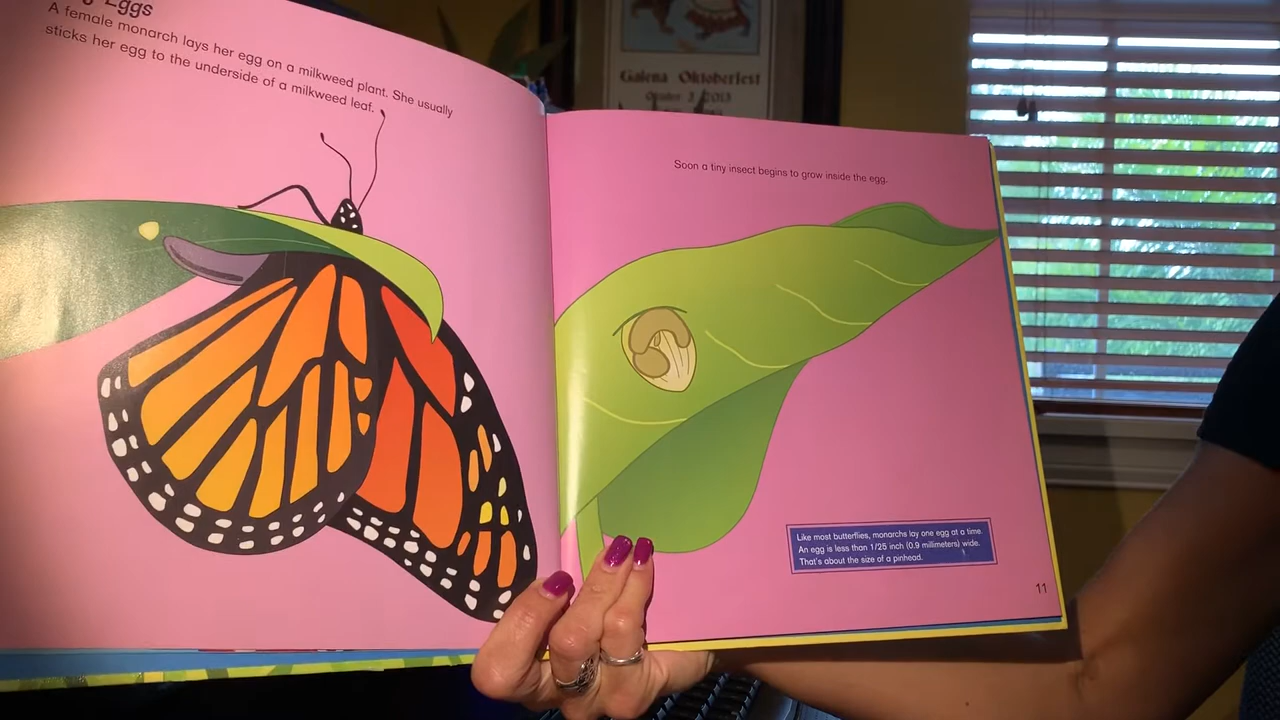 Eggs
A female monarch lays her egg on a milkweed plant. She usually
sticks her egg to the underside of a milkweed leaf.
Galena Oktoberfest
2013
Soon a tiny insect begins to grow inside the egg.
Like most butterflies, monarchs lay one egg at a time.
An egg is less than 1/25 inch (0.9 millimeters) wide.
That's about the size of a pinhead.
11